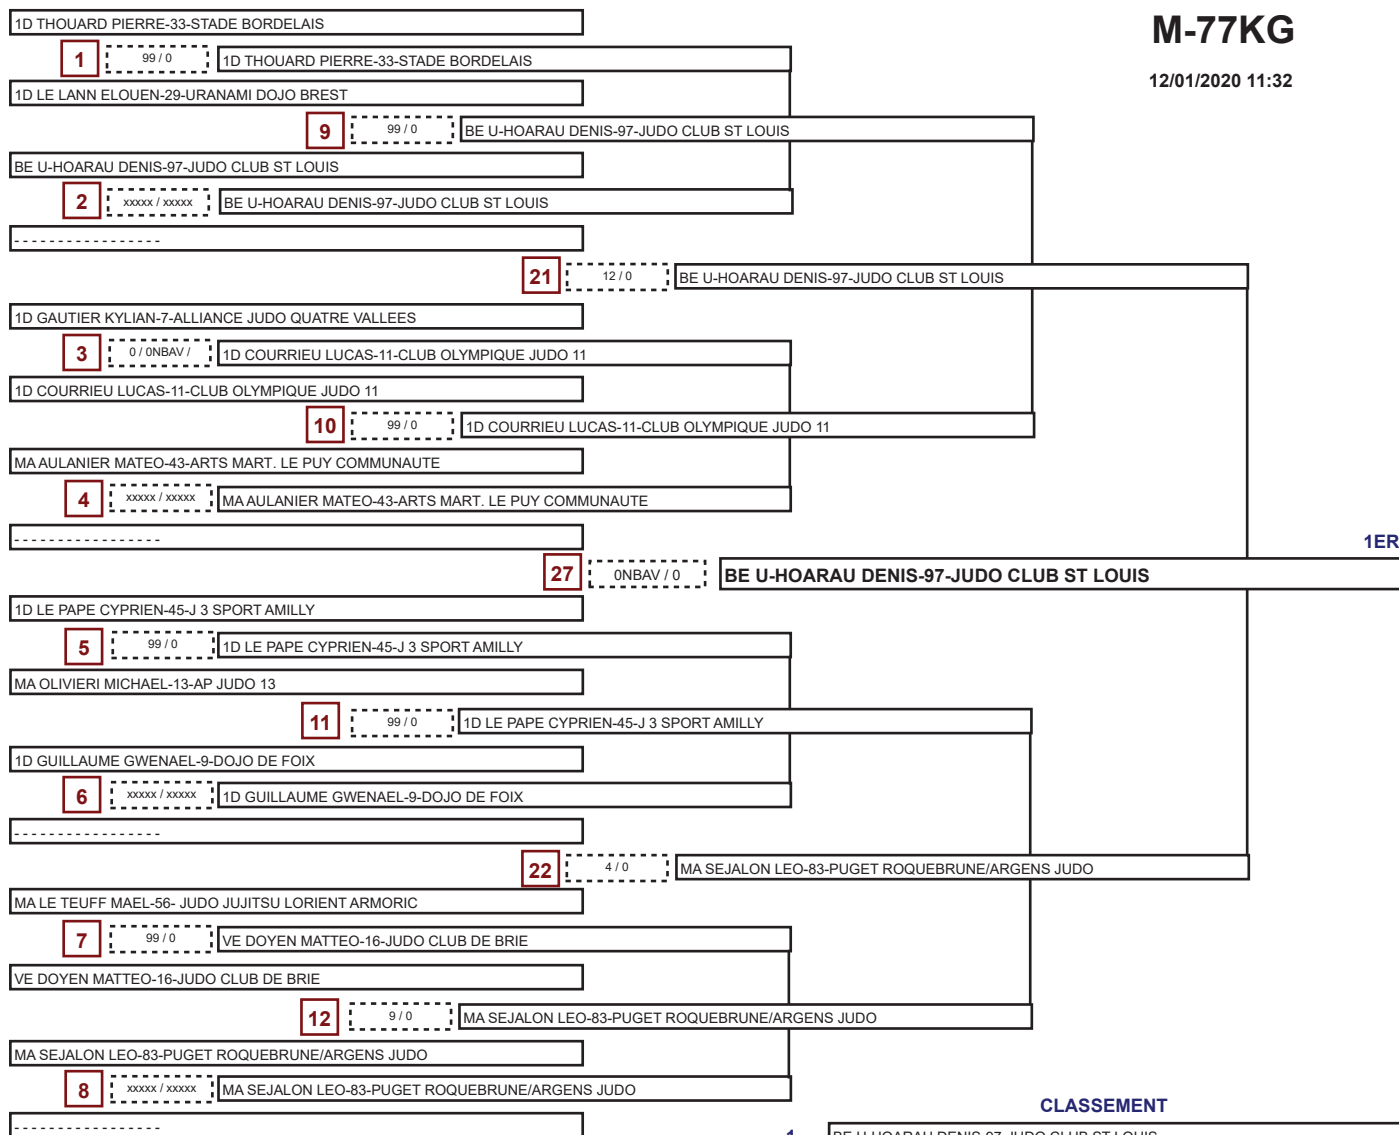 1D THOUARD PIERRE-33-STADE BORDELAIS
M-77KG
1 99 / 0 1D THOUARD PIERRE-33-STADE BORDELAIS
12/01/2020 11:32
1D LE LANN ELOUEN-29-URANAMI DOJO BREST
9 99 / 0 BE U-HOARAU DENIS-97-JUDO CLUB ST LOUIS
BE U-HOARAU DENIS-97-JUDO CLUB ST LOUIS
2 xxxxx / xxxxx BE U-HOARAU DENIS-97-JUDO CLUB ST LOUIS
- - - - - - - - - - - - - - - - -
21 12 / 0 BE U-HOARAU DENIS-97-JUDO CLUB ST LOUIS
1D GAUTIER KYLIAN-7-ALLIANCE JUDO QUATRE VALLEES
3 0 / 0NBAV / 1D COURRIEU LUCAS-11-CLUB OLYMPIQUE JUDO 11
1D COURRIEU LUCAS-11-CLUB OLYMPIQUE JUDO 11
10 99 / 0 1D COURRIEU LUCAS-11-CLUB OLYMPIQUE JUDO 11
MA AULANIER MATEO-43-ARTS MART. LE PUY COMMUNAUTE
4 xxxxx / xxxxx MA AULANIER MATEO-43-ARTS MART. LE PUY COMMUNAUTE
- - - - - - - - - - - - - - - - -
1ER
27 0NBAV / 0 BE U-HOARAU DENIS-97-JUDO CLUB ST LOUIS
1D LE PAPE CYPRIEN-45-J 3 SPORT AMILLY
5 99 / 0 1D LE PAPE CYPRIEN-45-J 3 SPORT AMILLY
MA OLIVIERI MICHAEL-13-AP JUDO 13
11 99 / 0 1D LE PAPE CYPRIEN-45-J 3 SPORT AMILLY
1D GUILLAUME GWENAEL-9-DOJO DE FOIX
6 xxxxx / xxxxx 1D GUILLAUME GWENAEL-9-DOJO DE FOIX
- - - - - - - - - - - - - - - - -
22 4 / 0 MA SEJALON LEO-83-PUGET ROQUEBRUNE/ARGENS JUDO
MA LE TEUFF MAEL-56- JUDO JUJITSU LORIENT ARMORIC
7 99 / 0 VE DOYEN MATTEO-16-JUDO CLUB DE BRIE
VE DOYEN MATTEO-16-JUDO CLUB DE BRIE
12 9 / 0 MA SEJALON LEO-83-PUGET ROQUEBRUNE/ARGENS JUDO
MA SEJALON LEO-83-PUGET ROQUEBRUNE/ARGENS JUDO
8 xxxxx / xxxxx MA SEJALON LEO-83-PUGET ROQUEBRUNE/ARGENS JUDO
CLASSEMENT
- - - - - - - - - - - - - - - - -
1 BE U-HOARAU DENIS-97-JUDO CLUB ST LOUIS